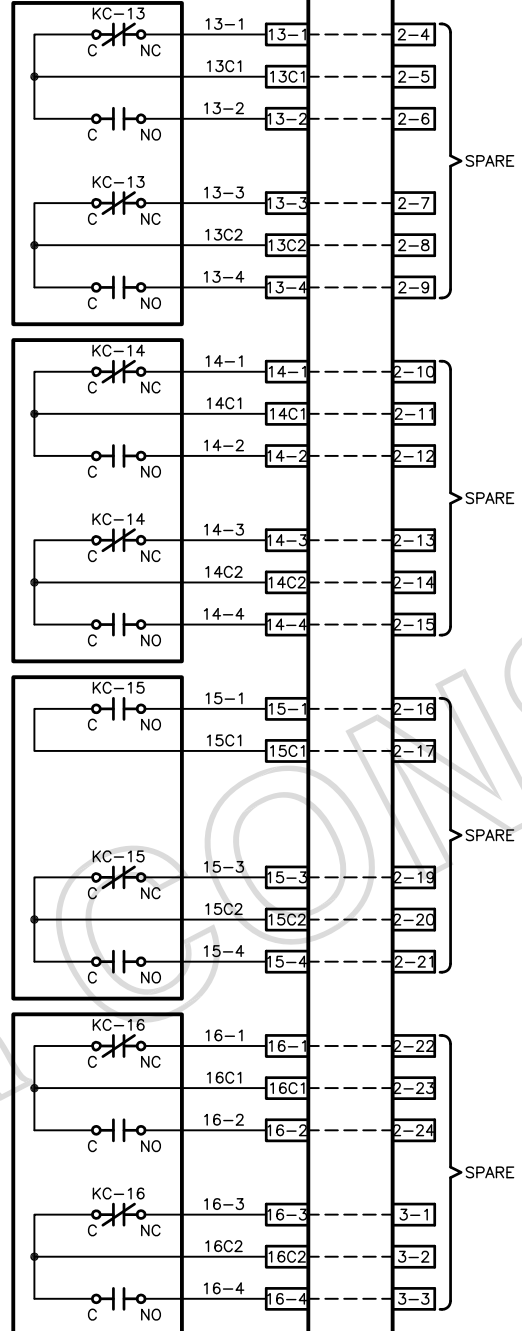 KC-13
C NC 13-1 13-1 2-4
13C1 13C1 2-5
C NO 13-2 13-2 2-6
SPARE
KC-13
C NC 13-3 13-3 2-7
13C2 13C2 2-8
C NO 13-4 13-4 2-9
KC-14
C NC 14-1 14-1 2-10
14C1 14C1 2-11
C NO 14-2 14-2 2-12
SPARE
KC-14
C NC 14-3 14-3 2-13
14C2 14C2 2-14
C NO 14-4 14-4 2-15
KC-15
C NO 15-1 15-1 2-16
15C1 15C1 2-17
SPARE
KC-15
C NC 15-3 15-3 2-19
15C2 15C2 2-20
C NO 15-4 15-4 2-21
KC-16
C NC 16-1 16-1 2-22
16C1 16C1 2-23
C NO 16-2 16-2 2-24
SPARE
KC-16
C NC 16-3 16-3 3-1
16C2 16C2 3-2
C NO 16-4 16-4 3-3
CON